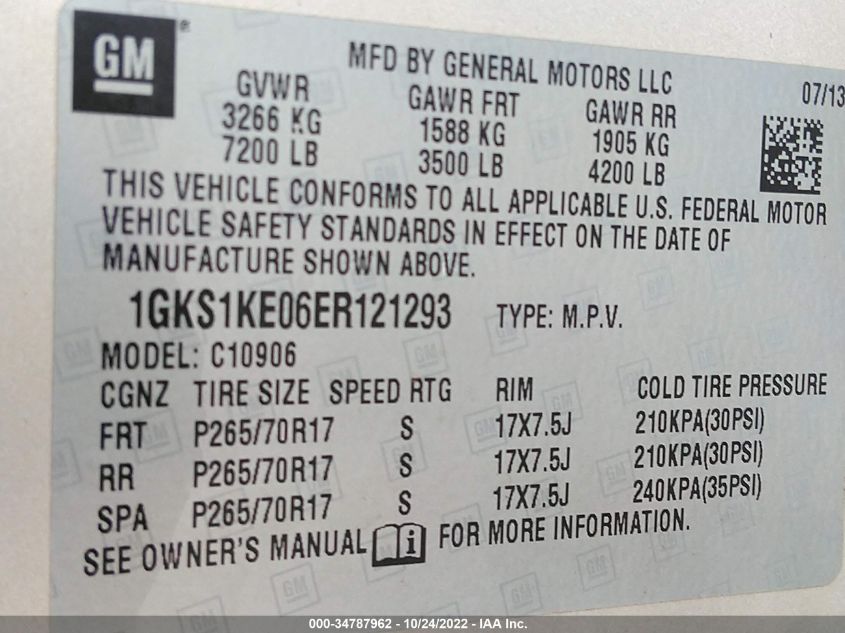 GM®
MFD BY GENERAL MOTORS LLC 07/13
GVWR GAWR FRT GAWR RR
3266 KG 1588 KG 1905 KG
7200 LB 3500 LB 4200 LB
THIS VEHICLE CONFORMS TO ALL APPLICABLE U.S. FEDERAL MOTOR
VEHICLE SAFETY STANDARDS IN EFFECT ON THE DATE OF
MANUFACTURE SHOWN ABOVE.
1GKS1KE06ER121293 TYPE: M.P.V.
MODEL: C10906
CGNZ TIRE SIZE SPEED RTG RIM COLD TIRE PRESSURE
FRT P265/70R17 S 17X7.5J 210KPA(30PSI)
RR P265/70R17 S 17X7.5J 210KPA(30PSI)
SPA P265/70R17 S 17X7.5J 240KPA(35PSI)
SEE OWNER'S MANUAL i FOR MORE INFORMATION.
000-34787962 - 10/24/2022 - IAA Inc.